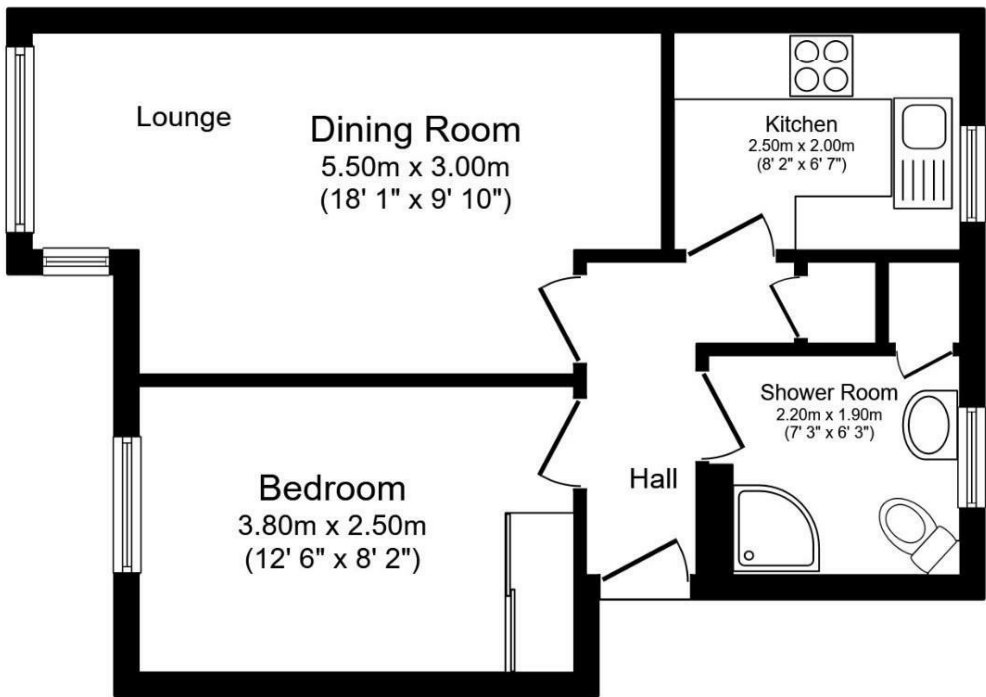 Lounge
Dining Room
5.50m x 3.00m
(18' 1" x 9' 10")
Kitchen
2.50m x 2.00m
(8' 2" x 6' 7")
Shower Room
2.20m x 1.90m
(7' 3" x 6' 3")
Hall
Bedroom
3.80m x 2.50m
(12' 6" x 8' 2")